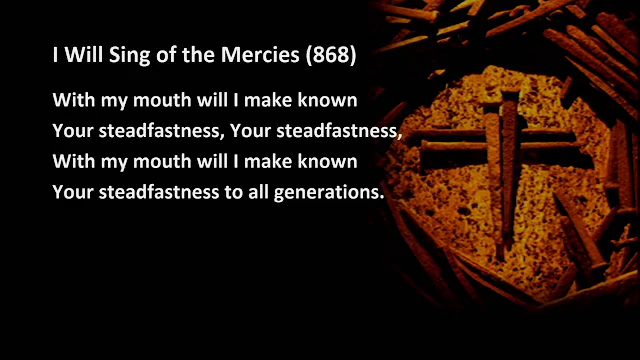 I Will Sing of the Mercies (868)
With my mouth will I make known
Your steadfastness, Your steadfastness,
With my mouth will I make known
Your steadfastness to all generations.